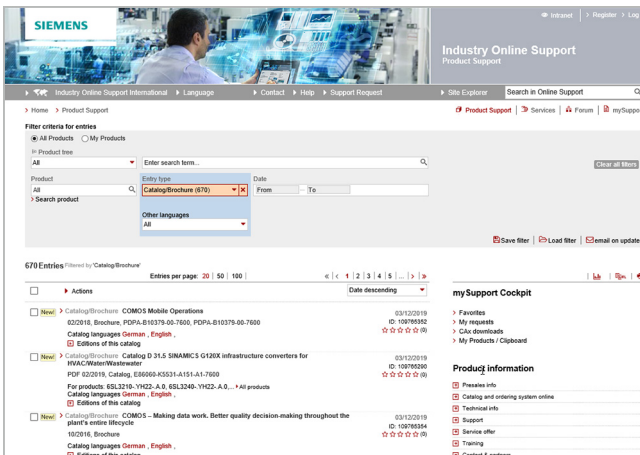 SIEMENS
Intranet Register Log
Industry Online Support
Product Support
Industry Online Support International Language Contact Help Support Request Site Explorer Search in Online Support
Home Product Support Product Support Services Forum mySuppo
Filter criteria for entries
All Products My Products
Product tree
All Enter search term... Clear all filters
Product Entry type Date
All Catalog/Brochure (670) From To
> Search product
Other languages
All
Save filter Load filter email on update
670 Entries Filtered by 'Catalog/Brochure'
Entries per page: 20 | 50 | 100 | « | < 1 | 2 | 3 | 4 | 5 | ... | > | »
Actions Date descending
mySupport Cockpit
New! > Catalog/Brochure COMOS Mobile Operations 03/12/2019
02/2018, Brochure, PDPA-B10379-00-7600, PDPA-B10379-00-7600 ID: 109765352
Catalog languages German , English , (0)
Editions of this catalog
> Favorites
> My requests
> CAx downloads
> My Products / Clipping
New! > Catalog/Brochure Catalog D 31.5 SINAMICS G120X infrastructure converters for HVAC/Water/Wastewater 03/12/2019
PDF 02/2019, Catalog, E86060-K5531-A151-A1-7600 ID: 109765290
(0)
For products: 6SL3210-.YH22-.A.0, 6SL3240-.YH22-.A.0,... All products
Catalog languages German , English ,
Editions of this catalog
New! > Catalog/Brochure COMOS – Making data work. Better quality decision-making throughout the plant's entire lifecycle 03/12/2019
10/2016, Brochure ID: 109765354
(0)
Catalog languages German , English ,
Editions of this catalog
Product information
Presales info
Catalog and ordering system online
Technical info
Support
Service offer
Training